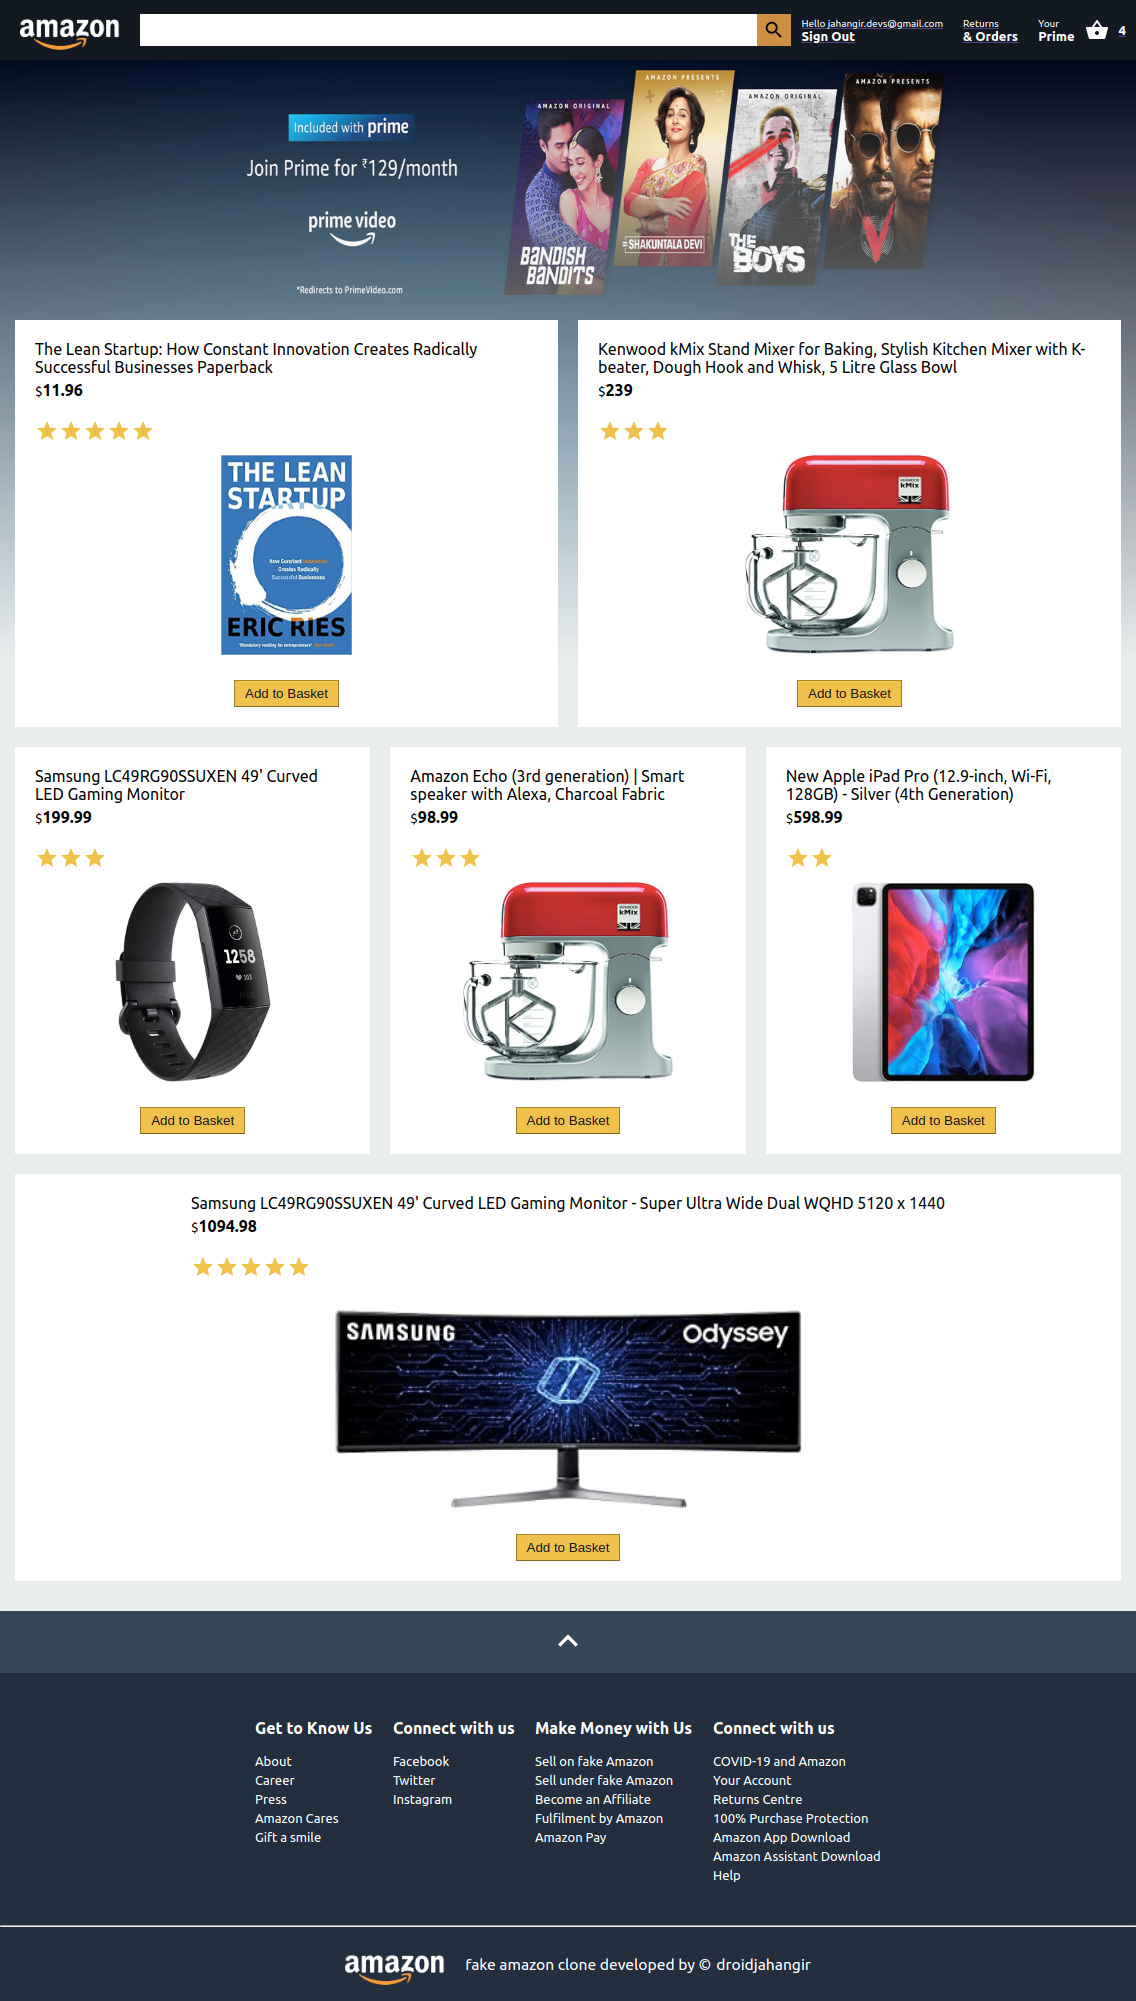 amazon
Hello jahangir.devs@gmail.com
Sign Out
Returns
& Orders
Your
Prime
4
Included with prime
Join Prime for ₹129/month
prime video
*Redirects to PrimeVideo.com
AMAZON ORIGINAL
BANDISH
BANDITS
AMAZON PRESENTS
SHAKUNTALA DEVI
AMAZON ORIGINAL
THE
BOYS
AMAZON PRESENTS
V
The Lean Startup: How Constant Innovation Creates Radically
Successful Businesses Paperback
$11.96
THE LEAN
STARTUP
How Constant Innovation
Creates Radically
Successful Businesses
ERIC RIES
'Mandatory reading for entrepreneurs'
Add to Basket
Kenwood kMix Stand Mixer for Baking, Stylish Kitchen Mixer with K-
beater, Dough Hook and Whisk, 5 Litre Glass Bowl
$239
KENWOOD
kMix
Add to Basket
Samsung LC49RG90SSUXEN 49' Curved
LED Gaming Monitor
$199.99
1258
103
Add to Basket
Amazon Echo (3rd generation) | Smart
speaker with Alexa, Charcoal Fabric
$98.99
KENWOOD
kMix
Add to Basket
New Apple iPad Pro (12.9-inch, Wi-Fi,
128GB) - Silver (4th Generation)
$598.99
Add to Basket
Samsung LC49RG90SSUXEN 49' Curved LED Gaming Monitor - Super Ultra Wide Dual WQHD 5120 x 1440
$1094.98
SAMSUNG
Odyssey
Add to Basket
Get to Know Us
About
Career
Press
Amazon Cares
Gift a smile
Connect with us
Facebook
Twitter
Instagram
Make Money with Us
Sell on fake Amazon
Sell under fake Amazon
Become an Affiliate
Fulfilment by Amazon
Amazon Pay
Connect with us
COVID-19 and Amazon
Your Account
Returns Centre
100% Purchase Protection
Amazon App Download
Amazon Assistant Download
Help
amazon
fake amazon clone developed by © droidjahangir